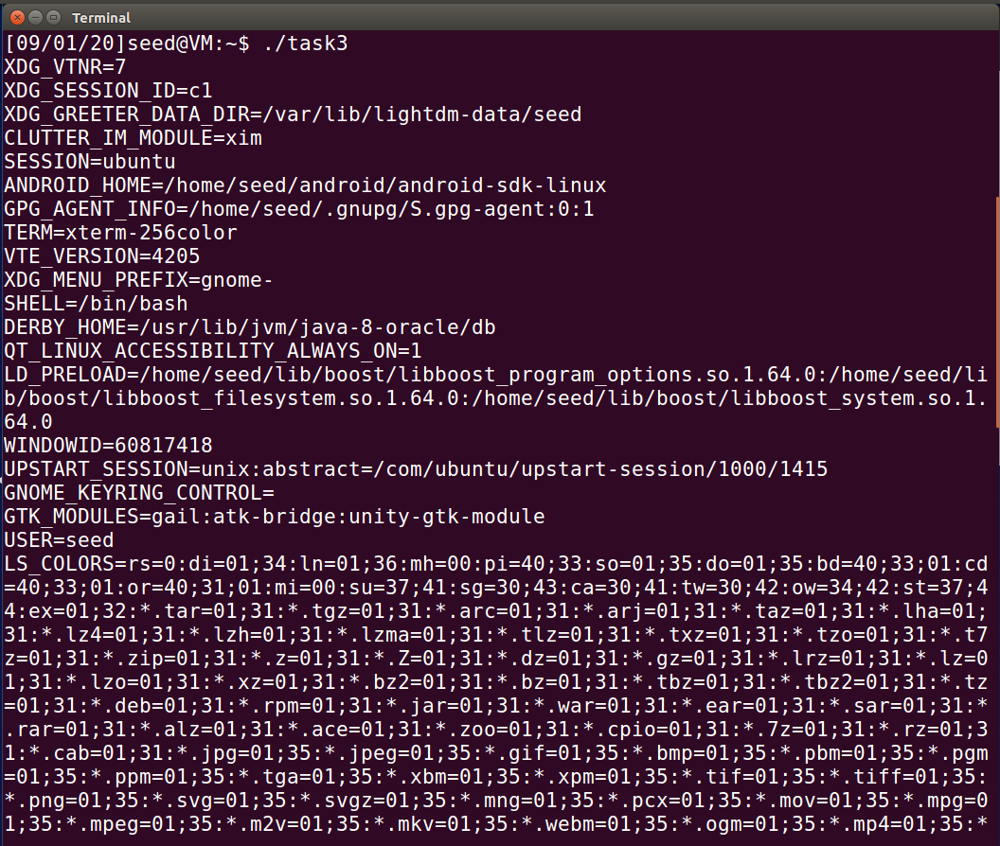 Terminal
[09/01/20]seed@VM:~$ ./task3
XDG_VTNR=7
XDG_SESSION_ID=c1
XDG_GREETER_DATA_DIR=/var/lib/lightdm-data/seed
CLUTTER_IM_MODULE=xim
SESSION=ubuntu
ANDROID_HOME=/home/seed/android/android-sdk-linux
GPG_AGENT_INFO=/home/seed/.gnupg/S.gpg-agent:0:1
TERM=xterm-256color
VTE_VERSION=4205
XDG_MENU_PREFIX=gnome-
SHELL=/bin/bash
DERBY_HOME=/usr/lib/jvm/java-8-oracle/db
QT_LINUX_ACCESSIBILITY_ALWAYS_ON=1
LD_PRELOAD=/home/seed/lib/boost/libboost_program_options.so.1.64.0:/home/seed/li
b/boost/libboost_filesystem.so.1.64.0:/home/seed/lib/boost/libboost_system.so.1.
64.0
WINDOWID=60817418
UPSTART_SESSION=unix:abstract=/com/ubuntu/upstart-session/1000/1415
GNOME_KEYRING_CONTROL=
GTK_MODULES=gail:atk-bridge:unity-gtk-module
USER=seed
LS_COLORS=rs=0:di=01;34:ln=01;36:mh=00:pi=40;33:so=01;35:do=01;35:bd=40;33;01:cd
=40;33;01:or=40;31;01:mi=00:su=37;41:sg=30;43:ca=30;41:tw=30;42:ow=34;42:st=37;4
4:ex=01;32:*.tar=01;31:*.tgz=01;31:*.arc=01;31:*.arj=01;31:*.taz=01;31:*.lha=01;
31:*.lz4=01;31:*.lzh=01;31:*.lzma=01;31:*.tlz=01;31:*.txz=01;31:*.tzo=01;31:*.t7
z=01;31:*.zip=01;31:*.z=01;31:*.Z=01;31:*.dz=01;31:*.gz=01;31:*.lrz=01;31:*.lz=0
1;31:*.lzo=01;31:*.xz=01;31:*.bz2=01;31:*.bz=01;31:*.tbz=01;31:*.tbz2=01;31:*.tz
=01;31:*.deb=01;31:*.rpm=01;31:*.jar=01;31:*.war=01;31:*.ear=01;31:*.sar=01;31:*
.rar=01;31:*.alz=01;31:*.ace=01;31:*.zoo=01;31:*.cpio=01;31:*.7z=01;31:*.rz=01;3
1:*.cab=01;31:*.jpg=01;35:*.jpeg=01;35:*.gif=01;35:*.bmp=01;35:*.pbm=01;35:*.pgm
=01;35:*.ppm=01;35:*.tga=01;35:*.xbm=01;35:*.xpm=01;35:*.tif=01;35:*.tiff=01;35:
*.png=01;35:*.svg=01;35:*.svgz=01;35:*.mng=01;35:*.pcx=01;35:*.mov=01;35:*.mpg=0
1;35:*.mpeg=01;35:*.m2v=01;35:*.mkv=01;35:*.webm=01;35:*.ogm=01;35:*.mp4=01;35:*